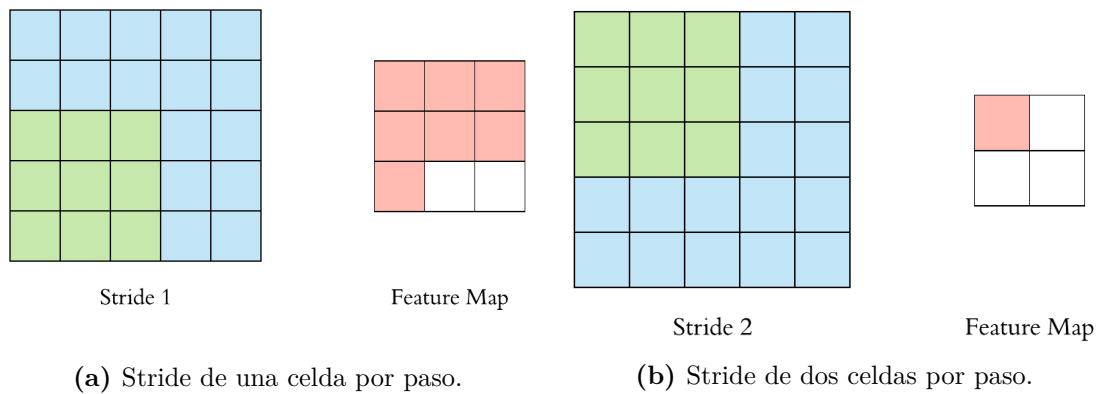 Stride 1
Feature Map
Stride 2
Feature Map
(a) Stride de una celda por paso.
(b) Stride de dos celdas por paso.